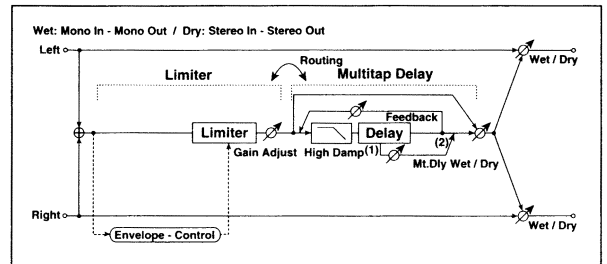 Wet: Mono In - Mono Out / Dry: Stereo In - Stereo Out
Left
Wet / Dry
Routing
Limiter
Multitap Delay
Feedback
Limiter
Delay
Gain Adjust
High Damp
(1)
(2)
Mt.Dly Wet / Dry
Right
Wet / Dry
Envelope - Control